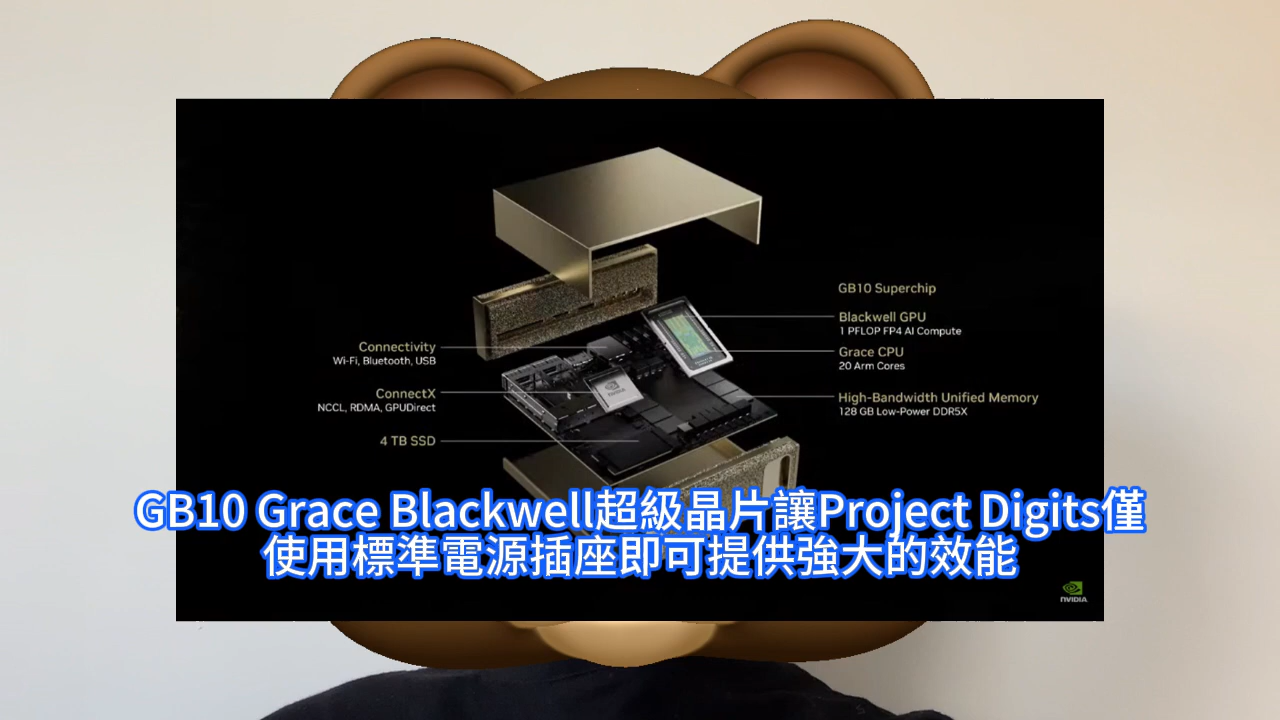 GB10 Superchip
Blackwell GPU
1 PFLOP FP4 AI Compute
Grace CPU
20 Arm Cores
High-Bandwidth Unified Memory
128 GB Low-Power DDR5X
Connectivity
Wi-Fi, Bluetooth, USB
ConnectX
NCCL, RDMA, GPUDirect
4 TB SSD
NVIDIA
GB10 Grace Blackwell超級晶片讓Project Digits僅
使用標準電源插座即可提供強大的效能
NVIDIA